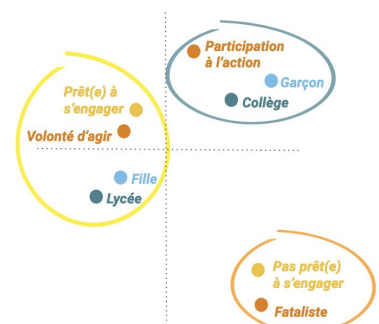 Participation
à l'action
Garçon
Collège
Prêt(e) à
s'engager
Volonté d'agir
Fille
Lycée
Pas prêt(e)
à s'engager
Fataliste